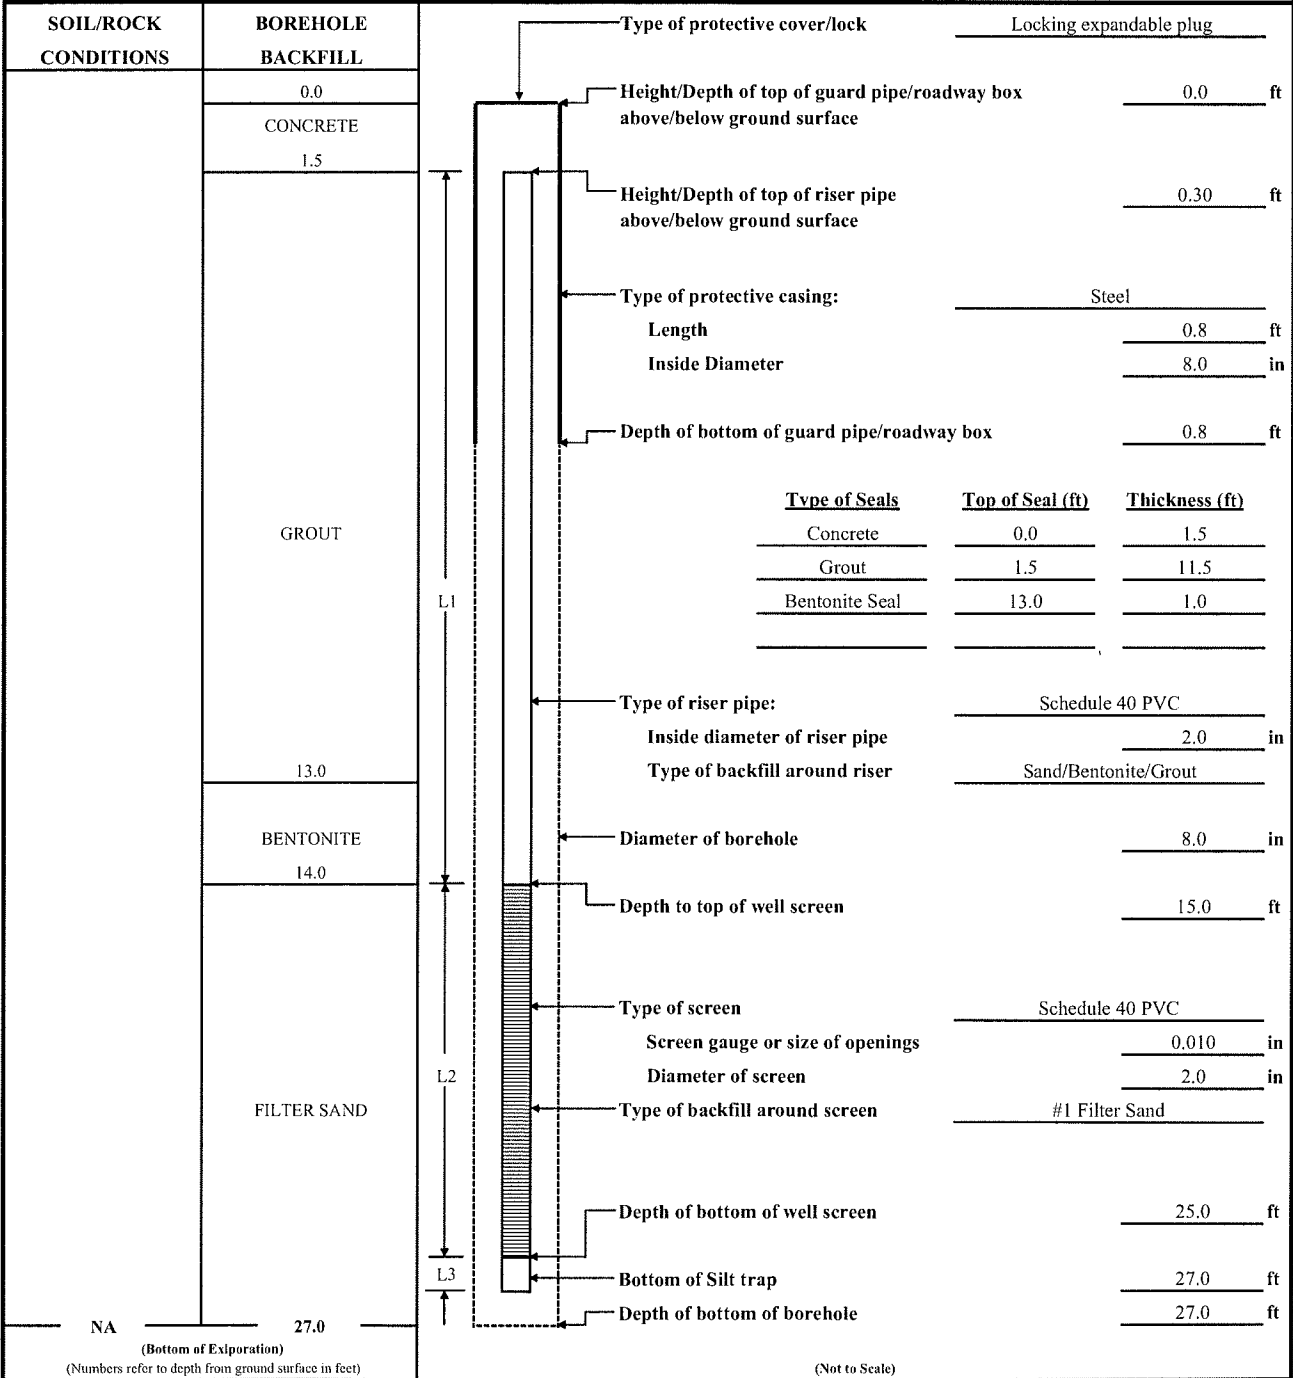 SOIL/ROCK
CONDITIONS
BOREHOLE
BACKFILL
0.0
CONCRETE
1.5
GROUT
13.0
BENTONITE
14.0
FILTER SAND
NA
27.0
(Bottom of Exlporation)
(Numbers refer to depth from ground surface in feet)
L1
L2
L3
Type of protective cover/lock Locking expandable plug
Height/Depth of top of guard pipe/roadway box 0.0 ft
above/below ground surface
Height/Depth of top of riser pipe 0.30 ft
above/below ground surface
Type of protective casing: Steel
Length 0.8 ft
Inside Diameter 8.0 in
Depth of bottom of guard pipe/roadway box 0.8 ft
Type of Seals Top of Seal (ft) Thickness (ft)
Concrete 0.0 1.5
Grout 1.5 11.5
Bentonite Seal 13.0 1.0
Type of riser pipe: Schedule 40 PVC
Inside diameter of riser pipe 2.0 in
Type of backfill around riser Sand/Bentonite/Grout
Diameter of borehole 8.0 in
Depth to top of well screen 15.0 ft
Type of screen Schedule 40 PVC
Screen gauge or size of openings 0.010 in
Diameter of screen 2.0 in
Type of backfill around screen #1 Filter Sand
Depth of bottom of well screen 25.0 ft
Bottom of Silt trap 27.0 ft
Depth of bottom of borehole 27.0 ft
(Not to Scale)